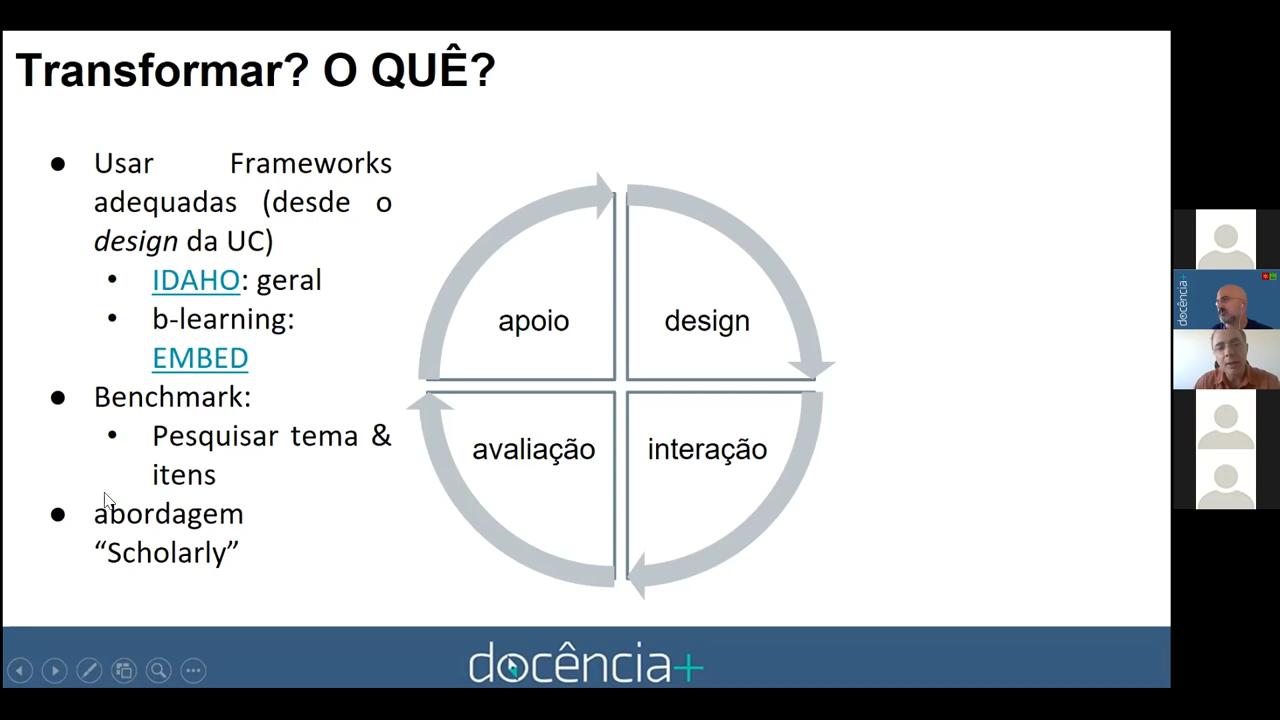 Transformar? O QUÊ?
● Usar Frameworks
adequadas (desde o
design da UC)
• IDAHO: geral
• b-learning:
EMBED
● Benchmark:
• Pesquisar tema &
itens
● abordagem
“Scholarly”
apoio
design
avaliação
interação
docência+
docência+